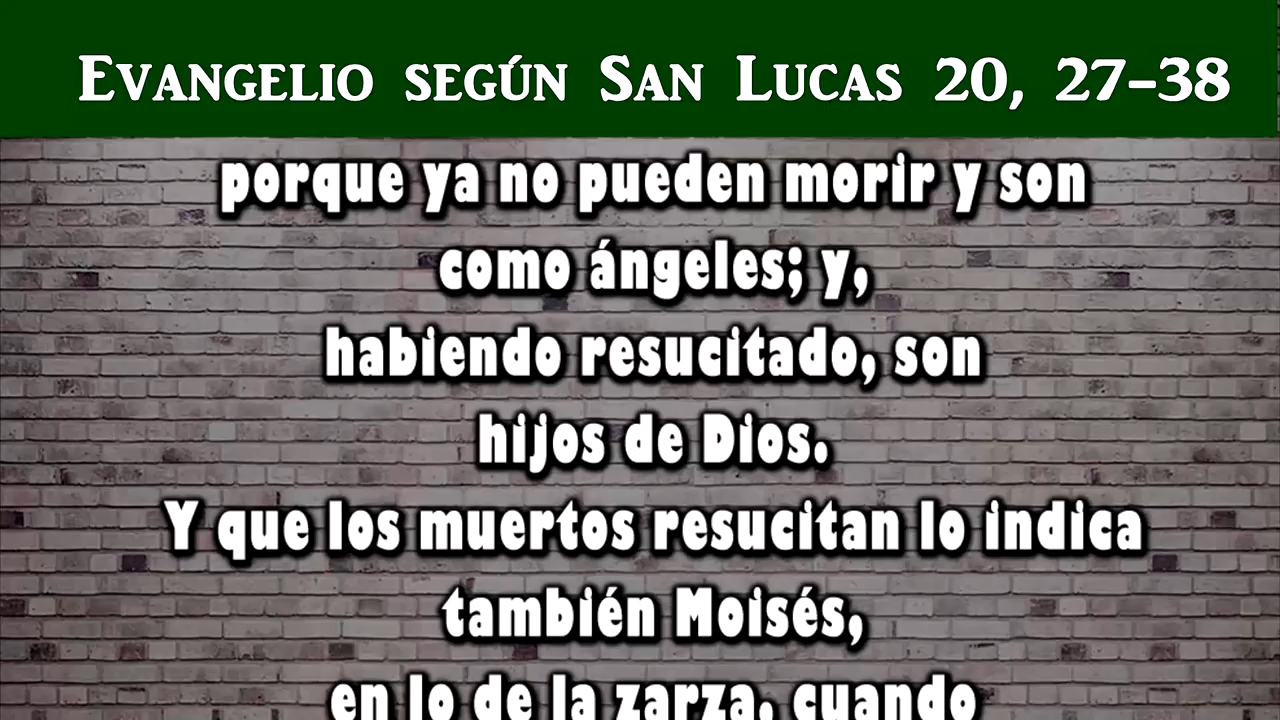 Evangelio según San Lucas 20, 27-38
porque ya no pueden morir y son
como ángeles; y,
habiendo resucitado, son
hijos de Dios.
Y que los muertos resucitan lo indica
también Moisés,
en lo de la zarza, cuando